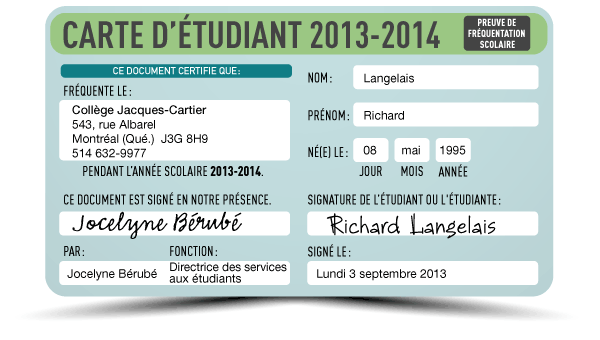 CARTE D'ÉTUDIANT 2013-2014
PREUVE DE
FRÉQUENTATION
SCOLAIRE
CE DOCUMENT CERTIFIE QUE :
FRÉQUENTE LE :
Collège Jacques-Cartier
543, rue Albarel
Montréal (Qué.) J3G 8H9
514 632-9977
PENDANT L'ANNÉE SCOLAIRE 2013-2014.
NOM : Langelais
PRÉNOM : Richard
NÉ(E) LE : 08 mai 1995
JOUR MOIS ANNÉE
CE DOCUMENT EST SIGNÉ EN NOTRE PRÉSENCE.
Jocelyne Bérubé
PAR : FONCTION :
Jocelyne Bérubé Directrice des services
aux étudiants
SIGNATURE DE L'ÉTUDIANT OU L'ÉTUDIANTE :
Richard Langelais
SIGNÉ LE :
Lundi 3 septembre 2013